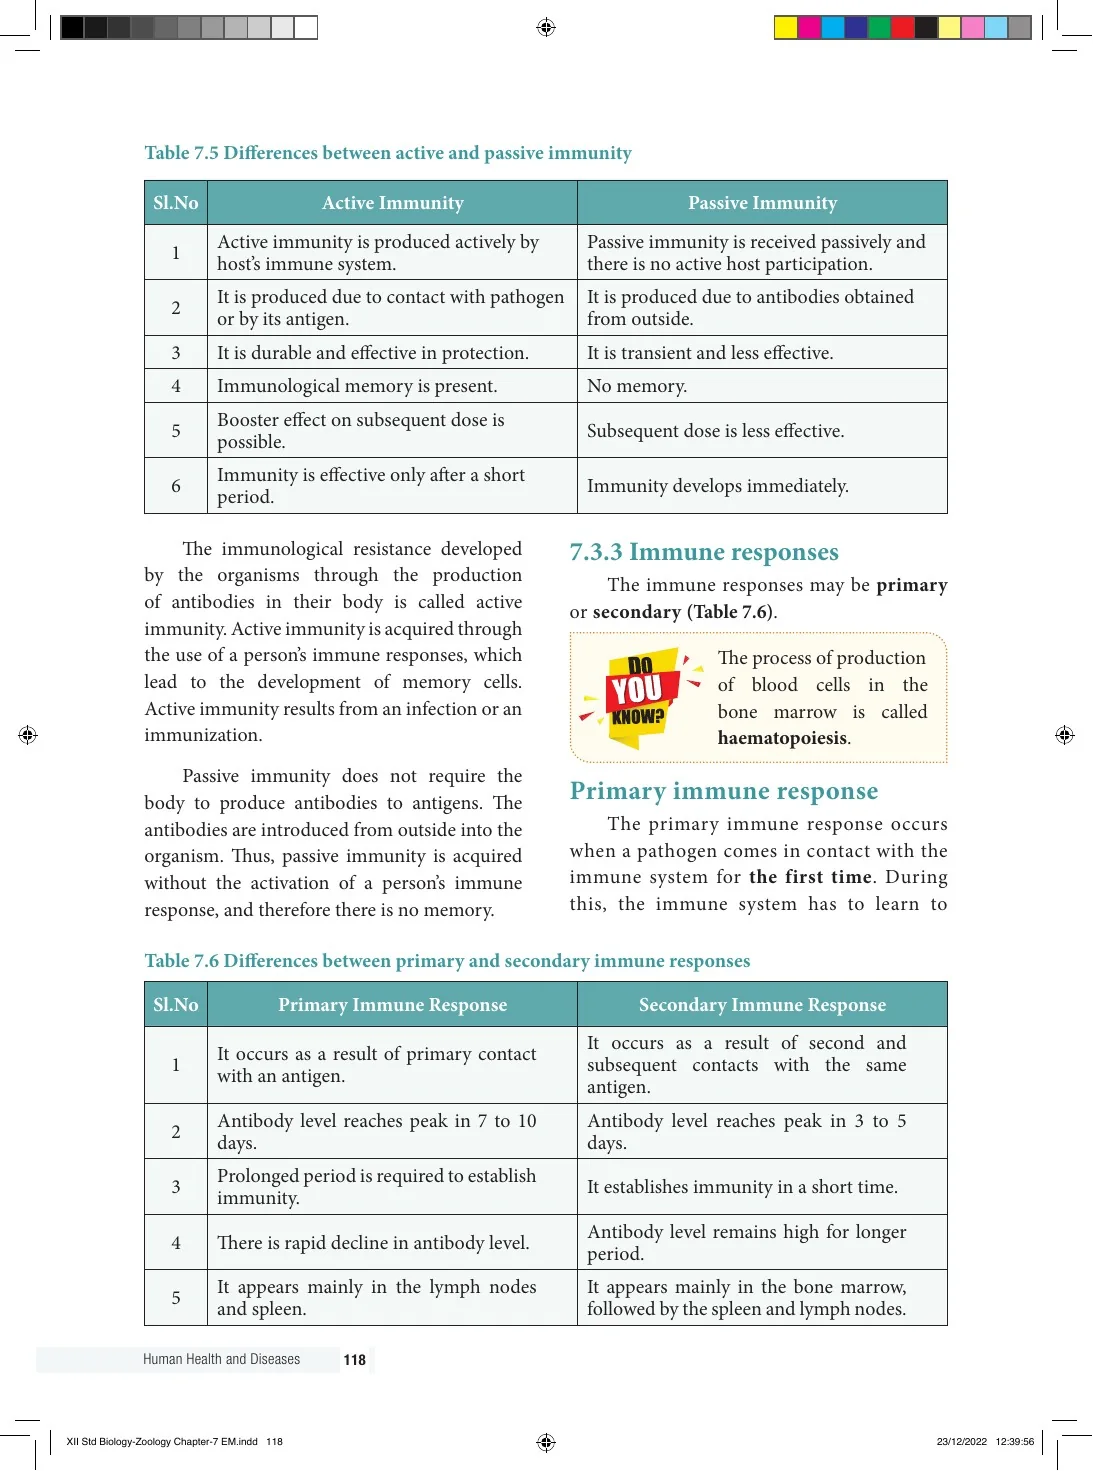 Table 7.5 Differences between active and passive immunity
Sl.No Active Immunity Passive Immunity
1 Active immunity is produced actively by host’s immune system. Passive immunity is received passively and there is no active host participation.
2 It is produced due to contact with pathogen or by its antigen. It is produced due to antibodies obtained from outside.
3 It is durable and effective in protection. It is transient and less effective.
4 Immunological memory is present. No memory.
5 Booster effect on subsequent dose is possible. Subsequent dose is less effective.
6 Immunity is effective only after a short period. Immunity develops immediately.
The immunological resistance developed
by the organisms through the production
of antibodies in their body is called active
immunity. Active immunity is acquired through
the use of a person’s immune responses, which
lead to the development of memory cells.
Active immunity results from an infection or an
immunization.
Passive immunity does not require the
body to produce antibodies to antigens. The
antibodies are introduced from outside into the
organism. Thus, passive immunity is acquired
without the activation of a person’s immune
response, and therefore there is no memory.
7.3.3 Immune responses
The immune responses may be primary
or secondary (Table 7.6).
DO
YOU
KNOW?
The process of production
of blood cells in the
bone marrow is called
haematopoiesis.
Primary immune response
The primary immune response occurs
when a pathogen comes in contact with the
immune system for the first time. During
this, the immune system has to learn to
Table 7.6 Differences between primary and secondary immune responses
Sl.No Primary Immune Response Secondary Immune Response
1 It occurs as a result of primary contact with an antigen. It occurs as a result of second and subsequent contacts with the same antigen.
2 Antibody level reaches peak in 7 to 10 days. Antibody level reaches peak in 3 to 5 days.
3 Prolonged period is required to establish immunity. It establishes immunity in a short time.
4 There is rapid decline in antibody level. Antibody level remains high for longer period.
5 It appears mainly in the lymph nodes and spleen. It appears mainly in the bone marrow, followed by the spleen and lymph nodes.
Human Health and Diseases 118
XII Std Biology-Zoology Chapter-7 EM.indd 118 23/12/2022 12:39:56